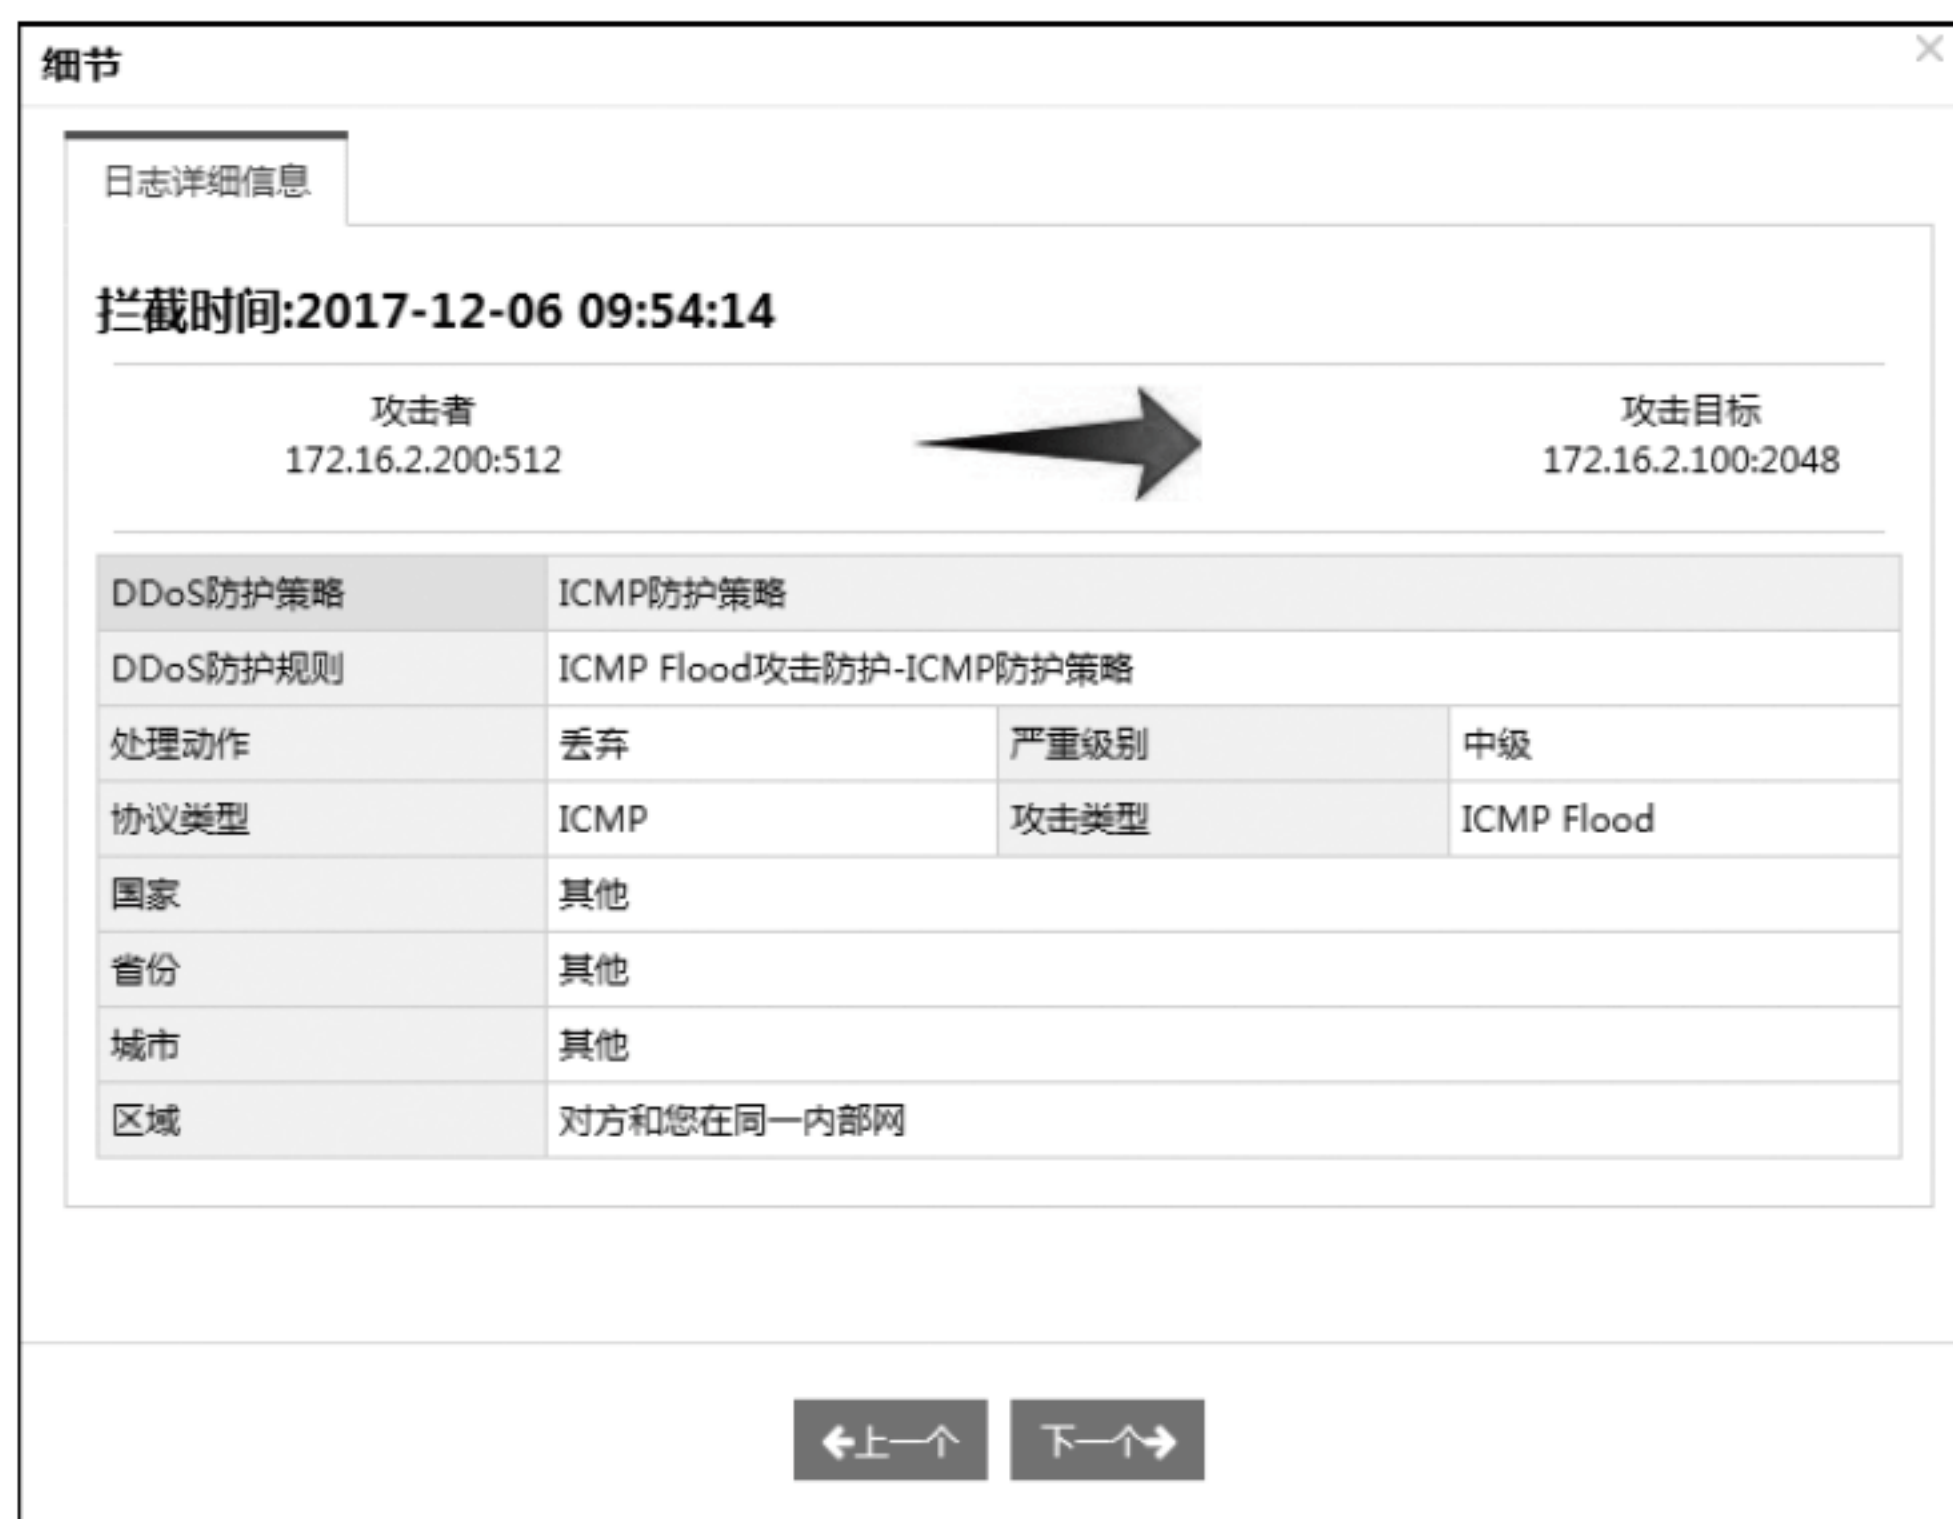 细节
日志详细信息
拦截时间:2017-12-06 09:54:14
攻击者
172.16.2.200:512
攻击目标
172.16.2.100:2048
DDoS防护策略 ICMP防护策略
DDoS防护规则 ICMP Flood攻击防护-ICMP防护策略
处理动作 丢弃 严重级别 中级
协议类型 ICMP 攻击类型 ICMP Flood
国家 其他
省份 其他
城市 其他
区域 对方和您在同一内部网
上一个 下一个